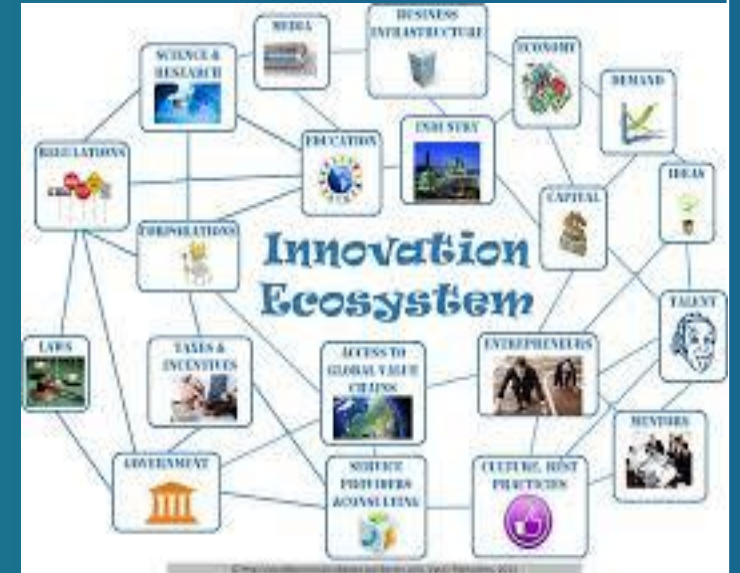 MEDIA
BUSINESS
INFRASTRUCTURE
SCIENCE &
RESEARCH
ECONOMY
DEMAND
EDUCATION
INDUSTRY
REGULATIONS
IDEAS
CAPITAL
CORPORATIONS
Innovation
Ecosystem
TALENT
LAWS
TAXES &
INCENTIVES
ACCESS TO
GLOBAL VALUE
CHAINS
ENTREPRENEURS
MENTORS
GOVERNMENT
SERVICE
PROVIDERS
&CONSULTING
CULTURE, BEST
PRACTICES